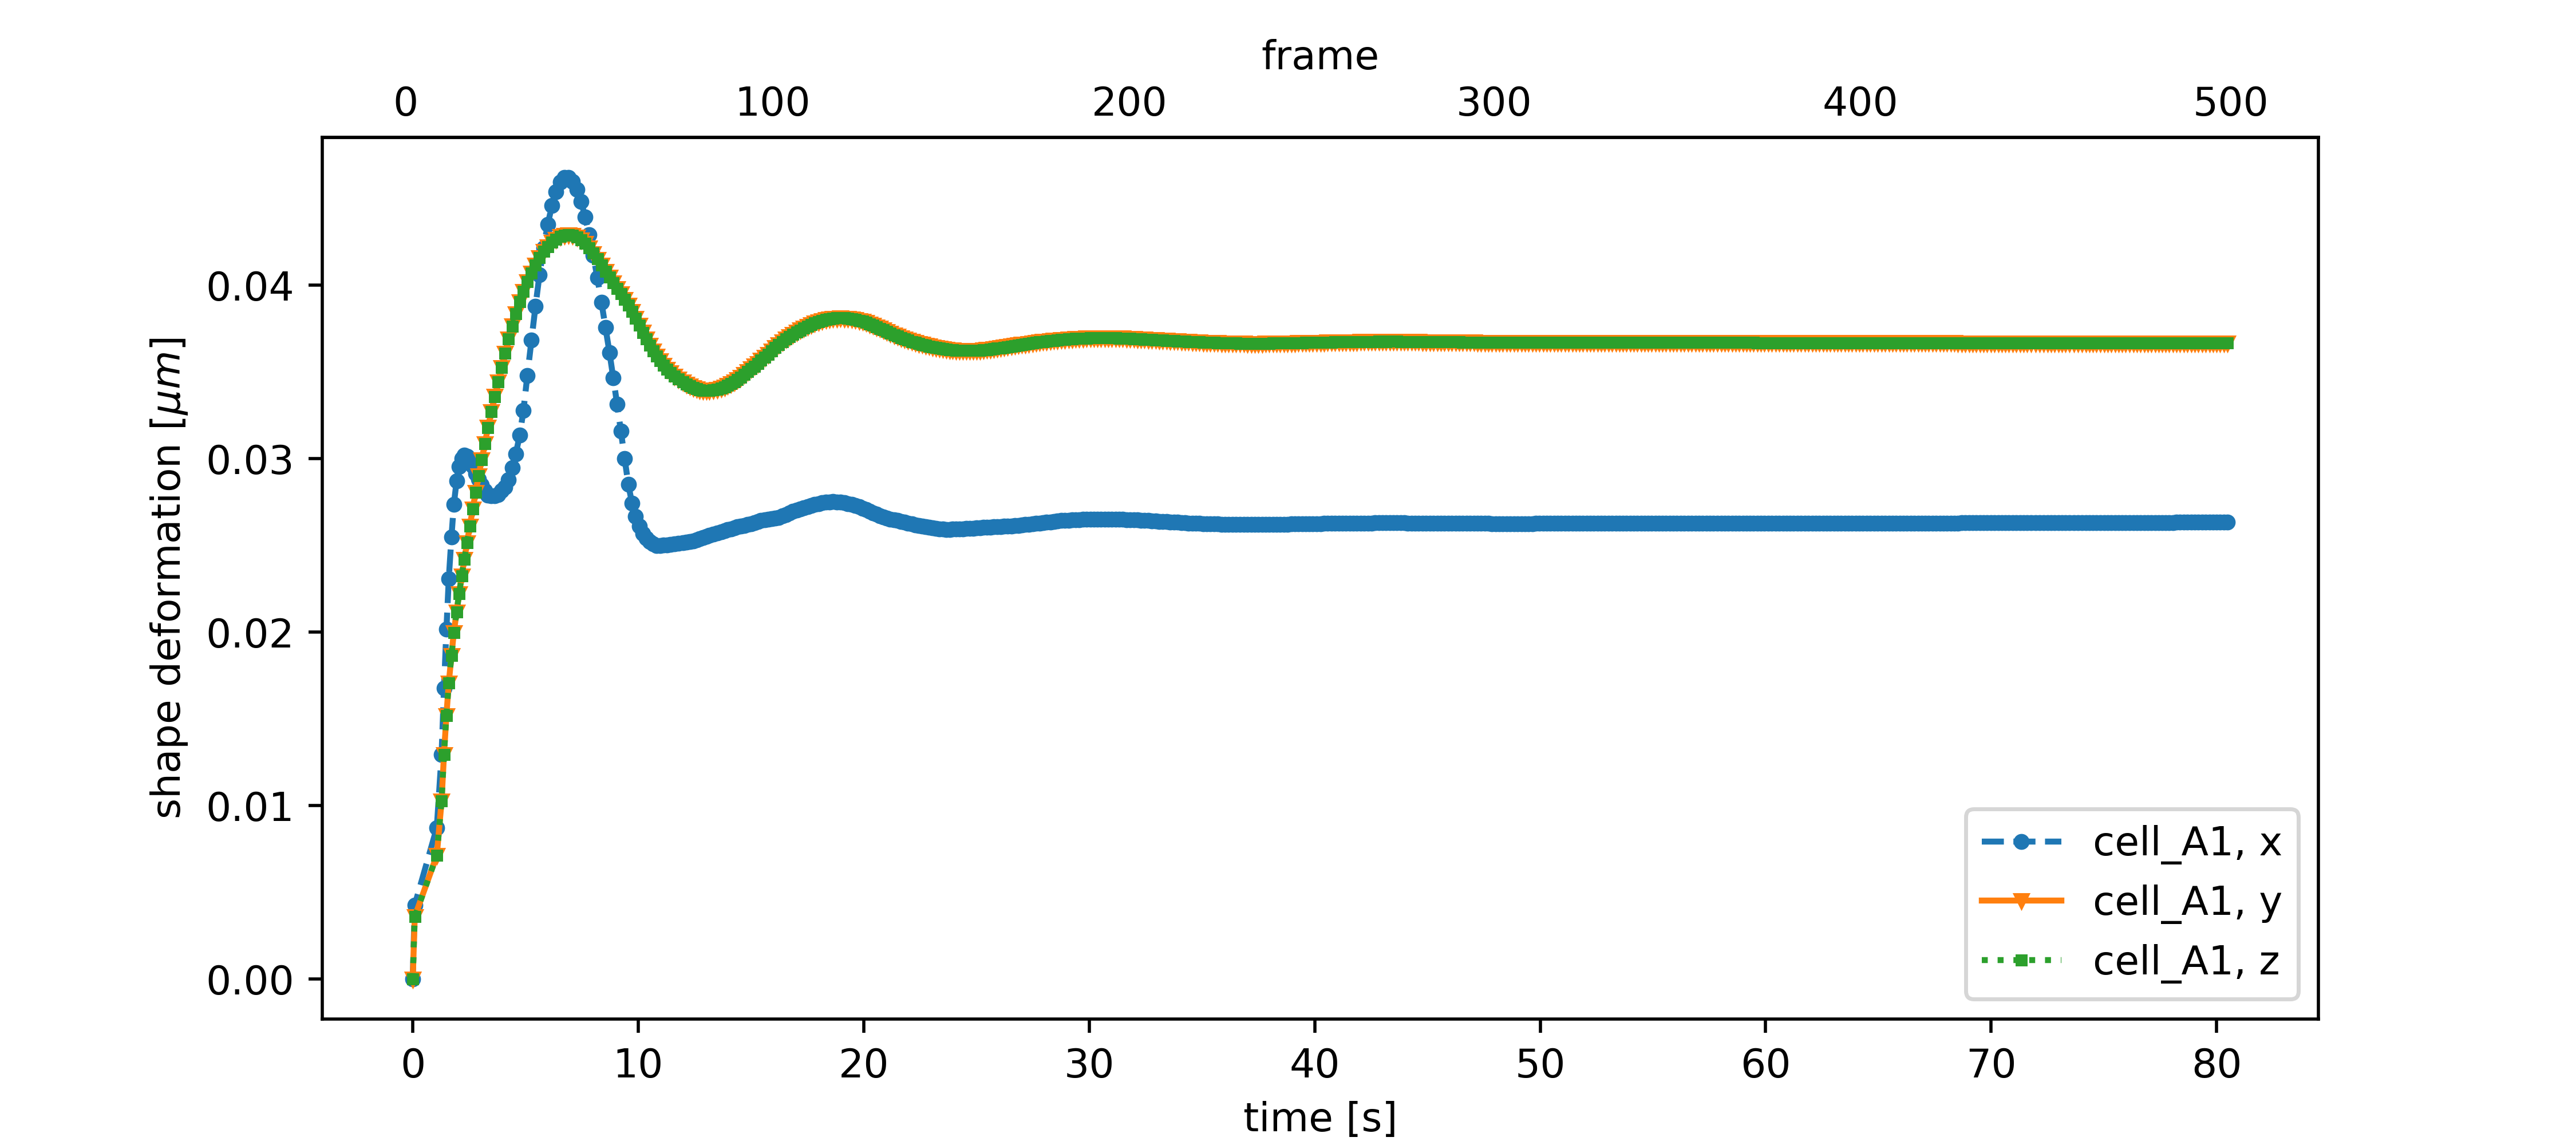 frame
0 100 200 300 400 500
shape deformation [μm]
0.04
0.03
0.02
0.01
0.00
cell_A1, x
cell_A1, y
cell_A1, z
0 10 20 30 40 50 60 70 80
time [s]